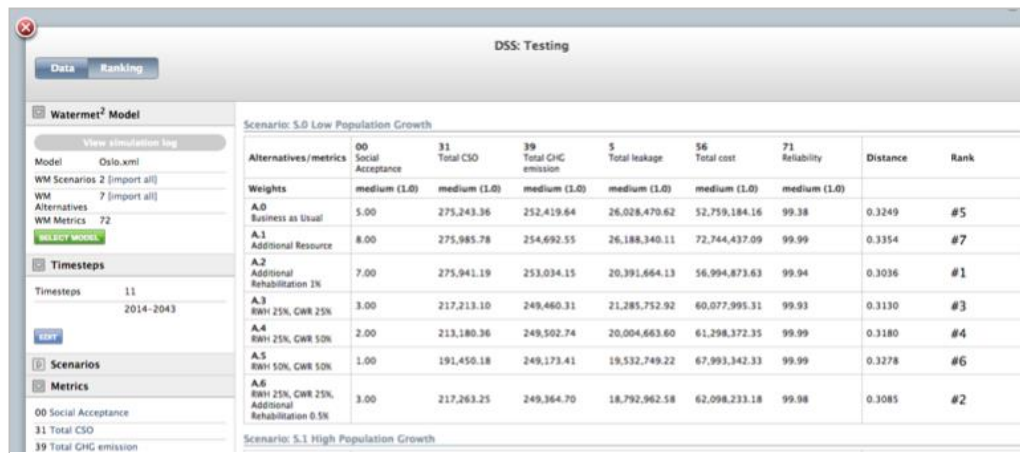 DSS: Testing
Data Ranking
Watermet² Model
View simulation log
Model Oslo.xml
WM Scenarios 2 [import all]
WM Alternatives 7 [import all]
WM Metrics 72
SELECT MODEL
Timesteps
Timesteps 11
2014-2043
EDIT
Scenarios
Metrics
00 Social Acceptance
31 Total CSO
39 Total GHG emission
Scenario: S.0 Low Population Growth
Alternatives/metrics 00 Social Acceptance 31 Total CSO 39 Total GHG emission 5 Total leakage 56 Total cost 71 Reliability Distance Rank
Weights medium (1.0) medium (1.0) medium (1.0) medium (1.0) medium (1.0) medium (1.0)
A.0 Business as Usual 5.00 275,243.36 252,419.64 26,028,470.62 52,759,184.16 99.38 0.3249 #5
A.1 Additional Resource 8.00 275,985.78 254,692.55 26,188,340.11 72,744,437.09 99.99 0.3354 #7
A.2 Additional Rehabilitation 1% 7.00 275,941.19 253,034.15 20,391,664.13 56,994,873.63 99.94 0.3036 #1
A.3 RWH 25%, GWR 25% 3.00 217,213.10 249,460.31 21,285,752.92 60,077,995.31 99.93 0.3130 #3
A.4 RWH 25%, GWR 50% 2.00 213,180.36 249,502.74 20,004,663.60 61,298,372.35 99.99 0.3180 #4
A.5 RWH 50%, GWR 50% 1.00 191,450.18 249,173.41 19,532,749.22 67,993,342.33 99.99 0.3278 #6
A.6 RWH 25%, GWR 25%, Additional Rehabilitation 0.5% 3.00 217,263.25 249,364.70 18,792,962.58 62,098,233.18 99.98 0.3085 #2
Scenario: S.1 High Population Growth